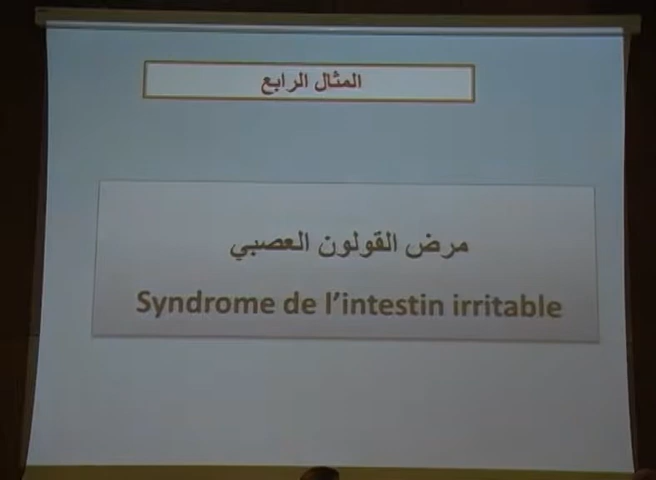 المثال الرابع
مرض القولون العصبي
Syndrome de l'intestin irritable